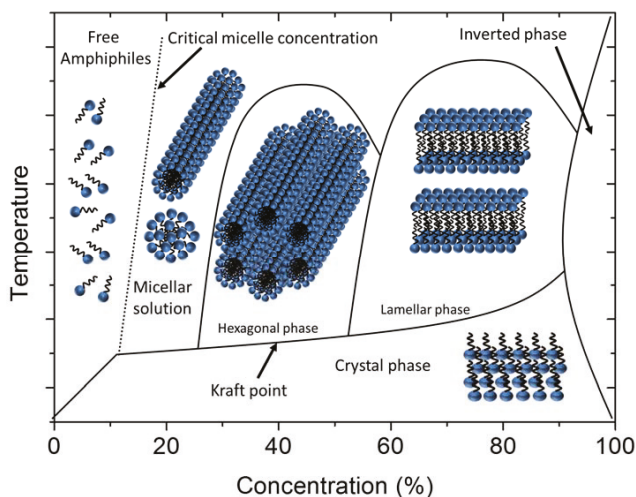 Free
Amphiphiles
Critical micelle concentration
Inverted phase
Temperature
Micellar
solution
Hexagonal phase
Lamellar phase
Kraft point
Crystal phase
0
20
40
60
80
100
Concentration (%)